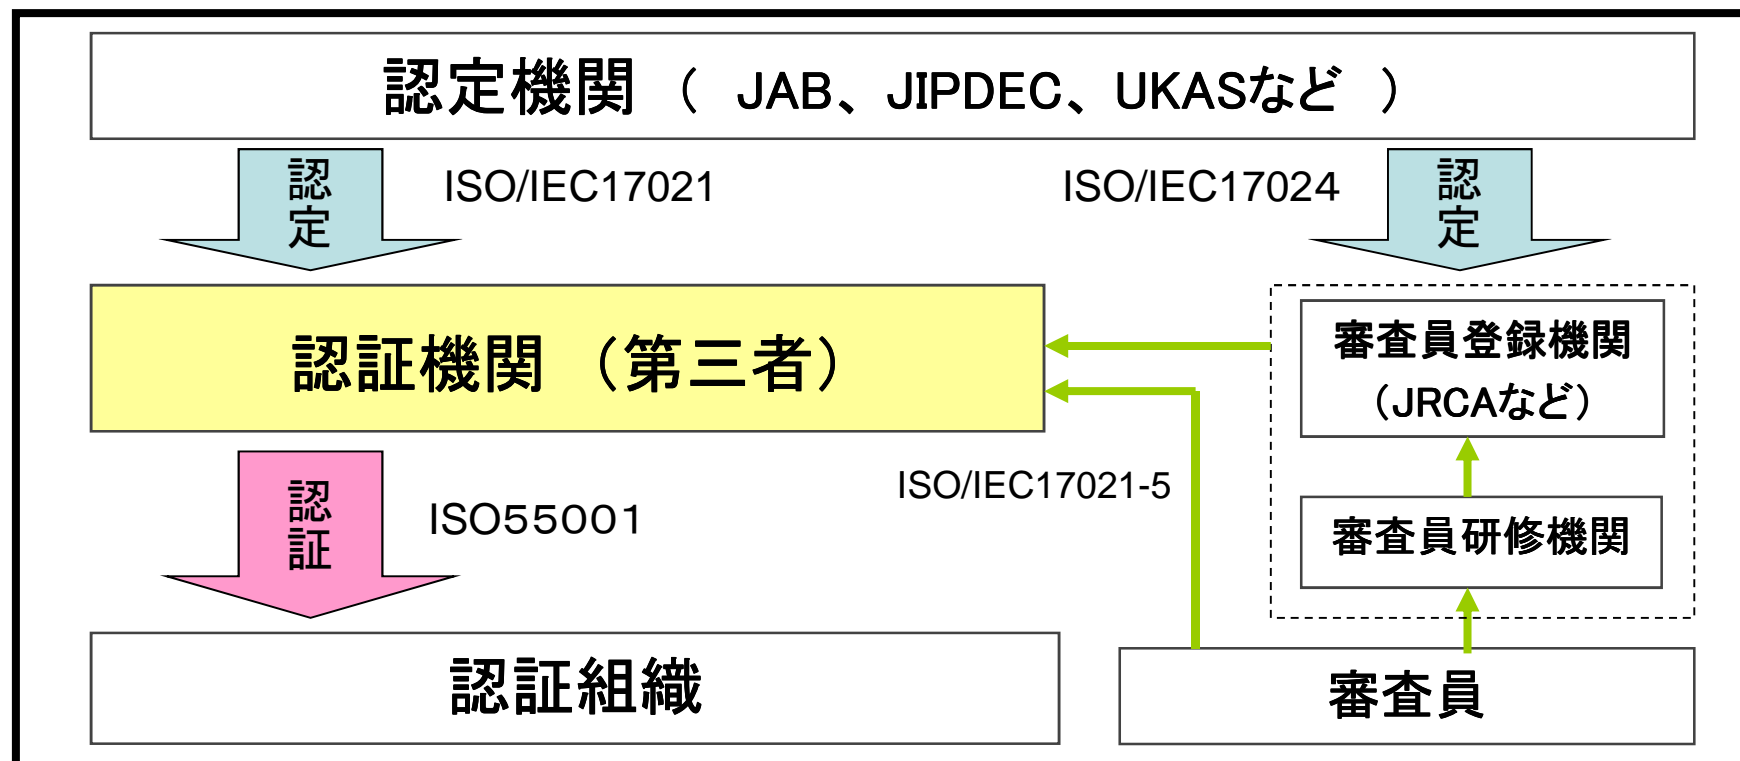 認定機関 （ JAB、JIPDEC、UKASなど ）
認定
ISO/IEC17021
ISO/IEC17024
認定
認証機関 （第三者）
審査員登録機関
（JRCAなど）
ISO/IEC17021-5
認証
ISO５５００１
審査員研修機関
認証組織
審査員